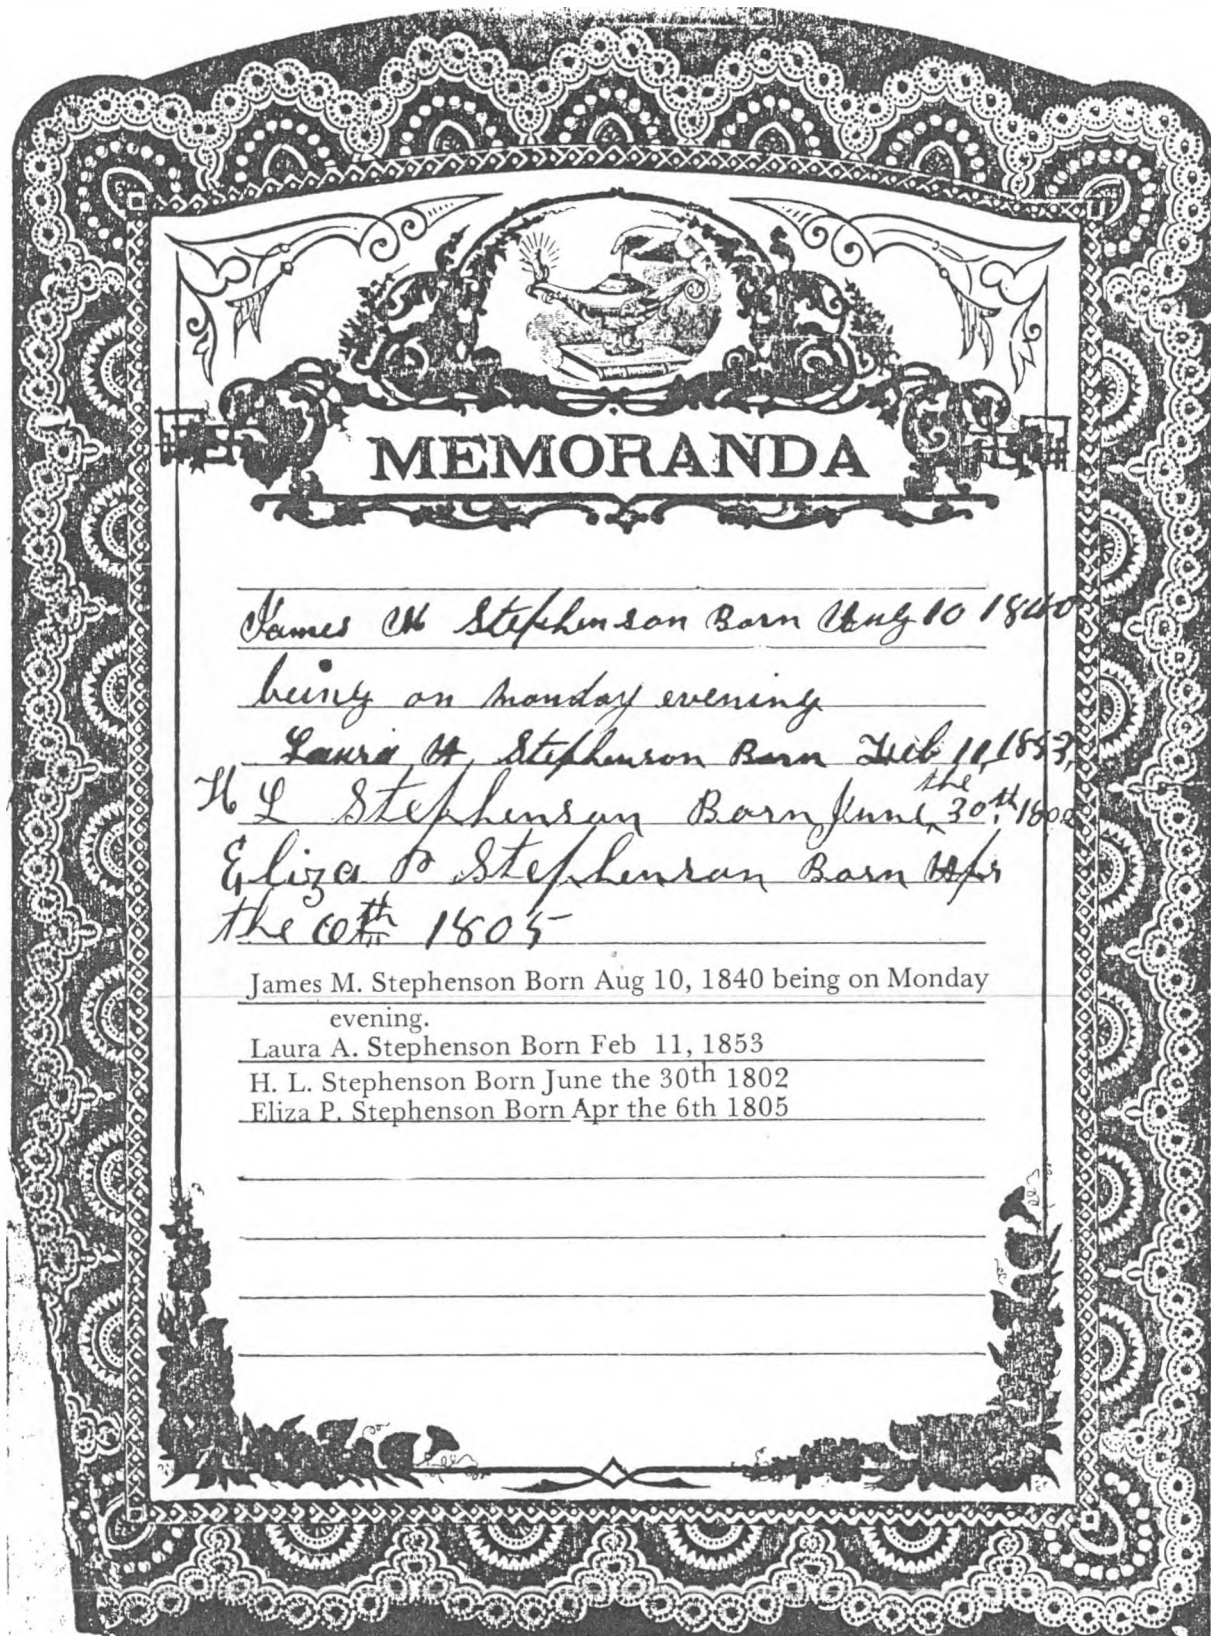 MEMORANDA
James M Stephenson Born Aug 10 1840
being on monday evening
Laura A, Stephenson Born Feb 11, 1853,
H L Stephenson Born June the 30th 1802
Eliza P Stephenson Born Apr
the 6th 1805
James M. Stephenson Born Aug 10, 1840 being on Monday
evening.
Laura A. Stephenson Born Feb 11, 1853
H. L. Stephenson Born June the 30th 1802
Eliza P. Stephenson Born Apr the 6th 1805